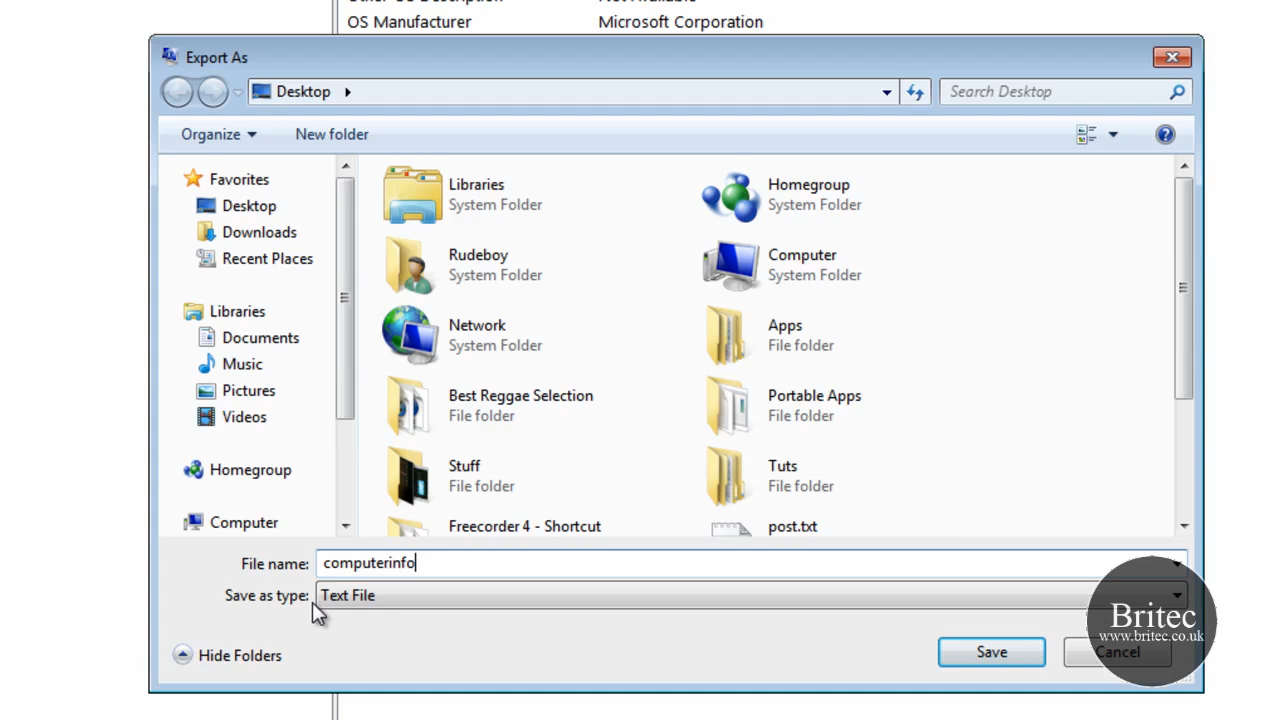 OS Manufacturer Microsoft Corporation
Export As
Desktop
Search Desktop
Organize New folder
Favorites
Desktop
Downloads
Recent Places
Libraries
Documents
Music
Pictures
Videos
Homegroup
Computer
Libraries
System Folder
Homegroup
System Folder
Rudeboy
System Folder
Computer
System Folder
Network
System Folder
Apps
File folder
Best Reggae Selection
File folder
Portable Apps
File folder
Stuff
File folder
Tuts
File folder
Freecorder 4 - Shortcut
post.txt
File name: computerinfo
Save as type: Text File
Hide Folders
Save
Cancel
Britec
www.britec.co.uk